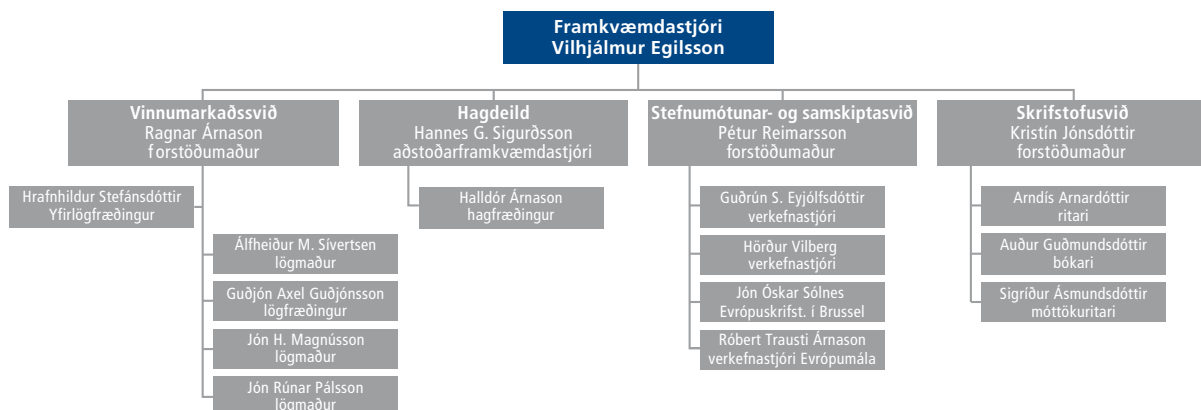 Framkvæmdastjóri
Vilhjálmur Egilsson
Vinnumarkaðssvið
Ragnar Árnason
forstöðumaður
Hrafnhildur Stefánsdóttir
Yfirlögfræðingur
Álfheiður M. Sívertsen
lögmaður
Guðjón Axel Guðjónsson
lögfræðingur
Jón H. Magnússon
lögmaður
Jón Rúnar Pálsson
lögmaður
Hagdeild
Hannes G. Sigurðsson
aðstoðarframkvæmdastjóri
Halldór Árnason
hagfræðingur
Stefnumótunar- og samskiptasvið
Pétur Reimarsson
forstöðumaður
Guðrún S. Eyjólfsdóttir
verkefnastjóri
Hörður Vilberg
verkefnastjóri
Jón Óskar Sólnes
Evrópuskrifst. í Brussel
Róbert Trausti Árnason
verkefnastjóri Evrópumála
Skrifstofusvið
Kristín Jónsdóttir
forstöðumaður
Arndís Arnardóttir
ritari
Auður Guðmundsdóttir
bókari
Sigríður Ásmundsdóttir
móttökuritari